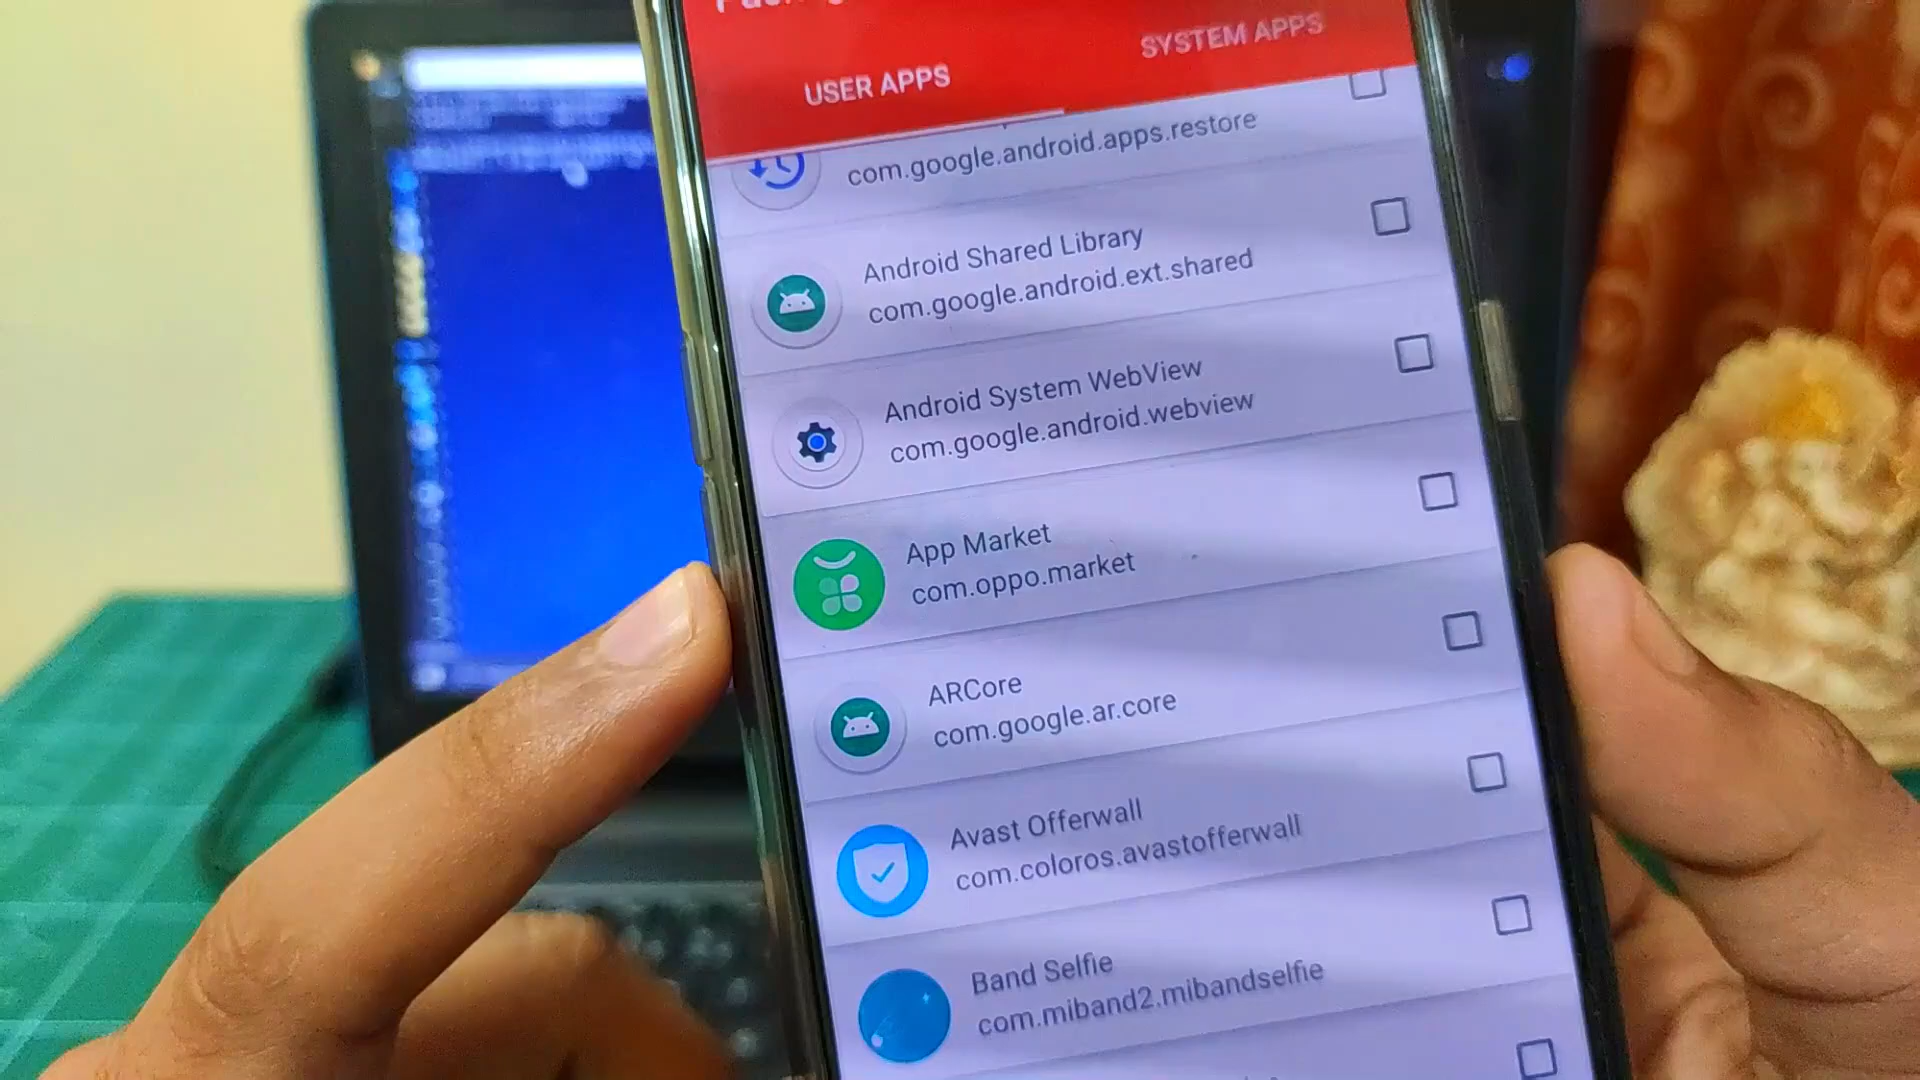 USER APPS
SYSTEM APPS
com.google.android.apps.restore
Android Shared Library
com.google.android.ext.shared
Android System WebView
com.google.android.webview
App Market
com.oppo.market
ARCore
com.google.ar.core
Avast Offerwall
com.coloros.avastofferwall
Band Selfie
com.miband2.mibandselfie